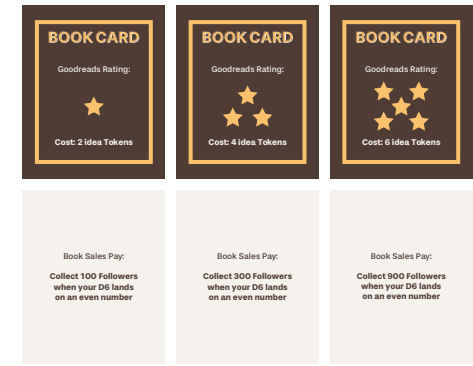 BOOK CARD
Goodreads Rating:
Cost: 2 idea Tokens
BOOK CARD
Goodreads Rating:
Cost: 4 idea Tokens
BOOK CARD
Goodreads Rating:
Cost: 6 idea Tokens
Book Sales Pay:
Collect 100 Followers
when your D6 lands
on an even number
Book Sales Pay:
Collect 300 Followers
when your D6 lands
on an even number
Book Sales Pay:
Collect 900 Followers
when your D6 lands
on an even number